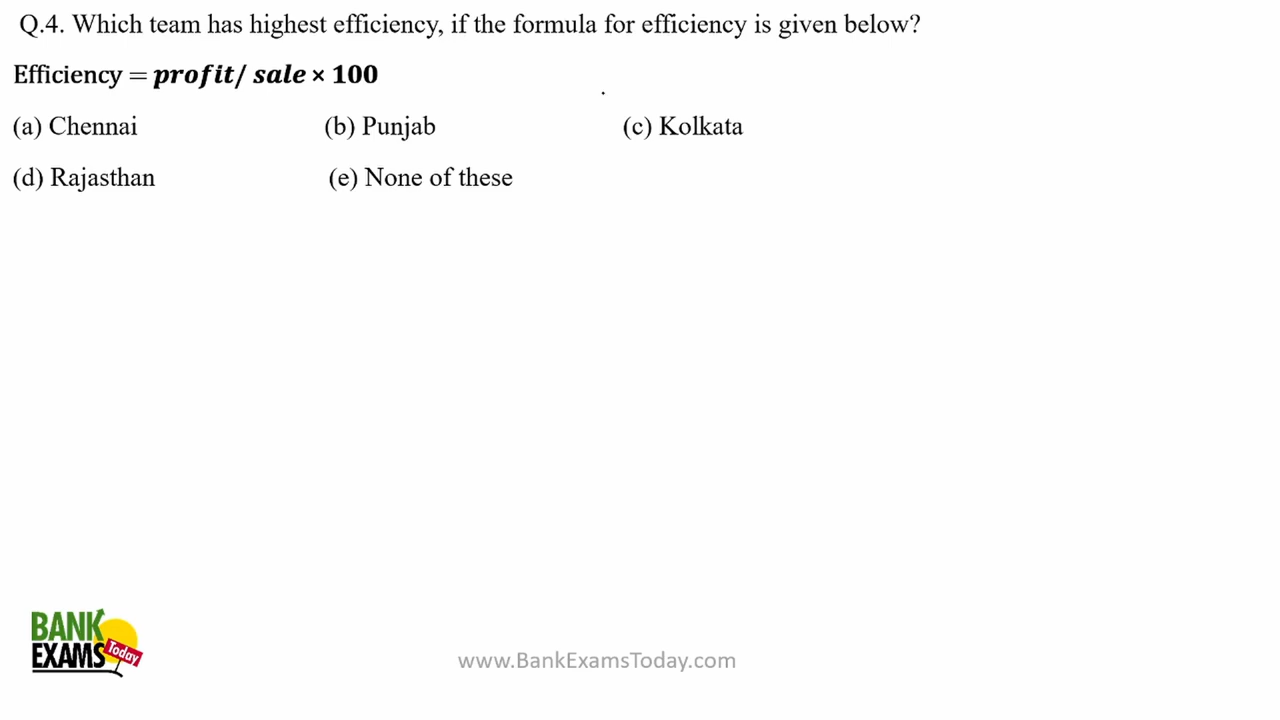 Q.4. Which team has highest efficiency, if the formula for efficiency is given below?
Efficiency = profit/ sale × 100
(a) Chennai (b) Punjab (c) Kolkata
(d) Rajasthan (e) None of these
BANK
EXAMS Today
www.BankExamsToday.com